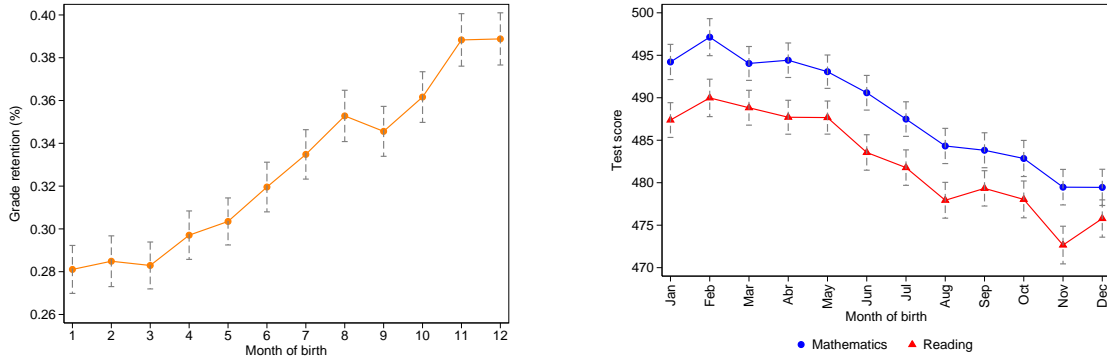 0.40
0.38
0.36
0.34
0.32
0.30
0.28
0.26
Grade retention (%)
1 2 3 4 5 6 7 8 9 10 11 12
Month of birth
500
495
490
485
480
475
470
Test score
Jan Feb Mar Abr May Jun Jul Aug Sep Oct Nov Dec
Month of birth
Mathematics Reading